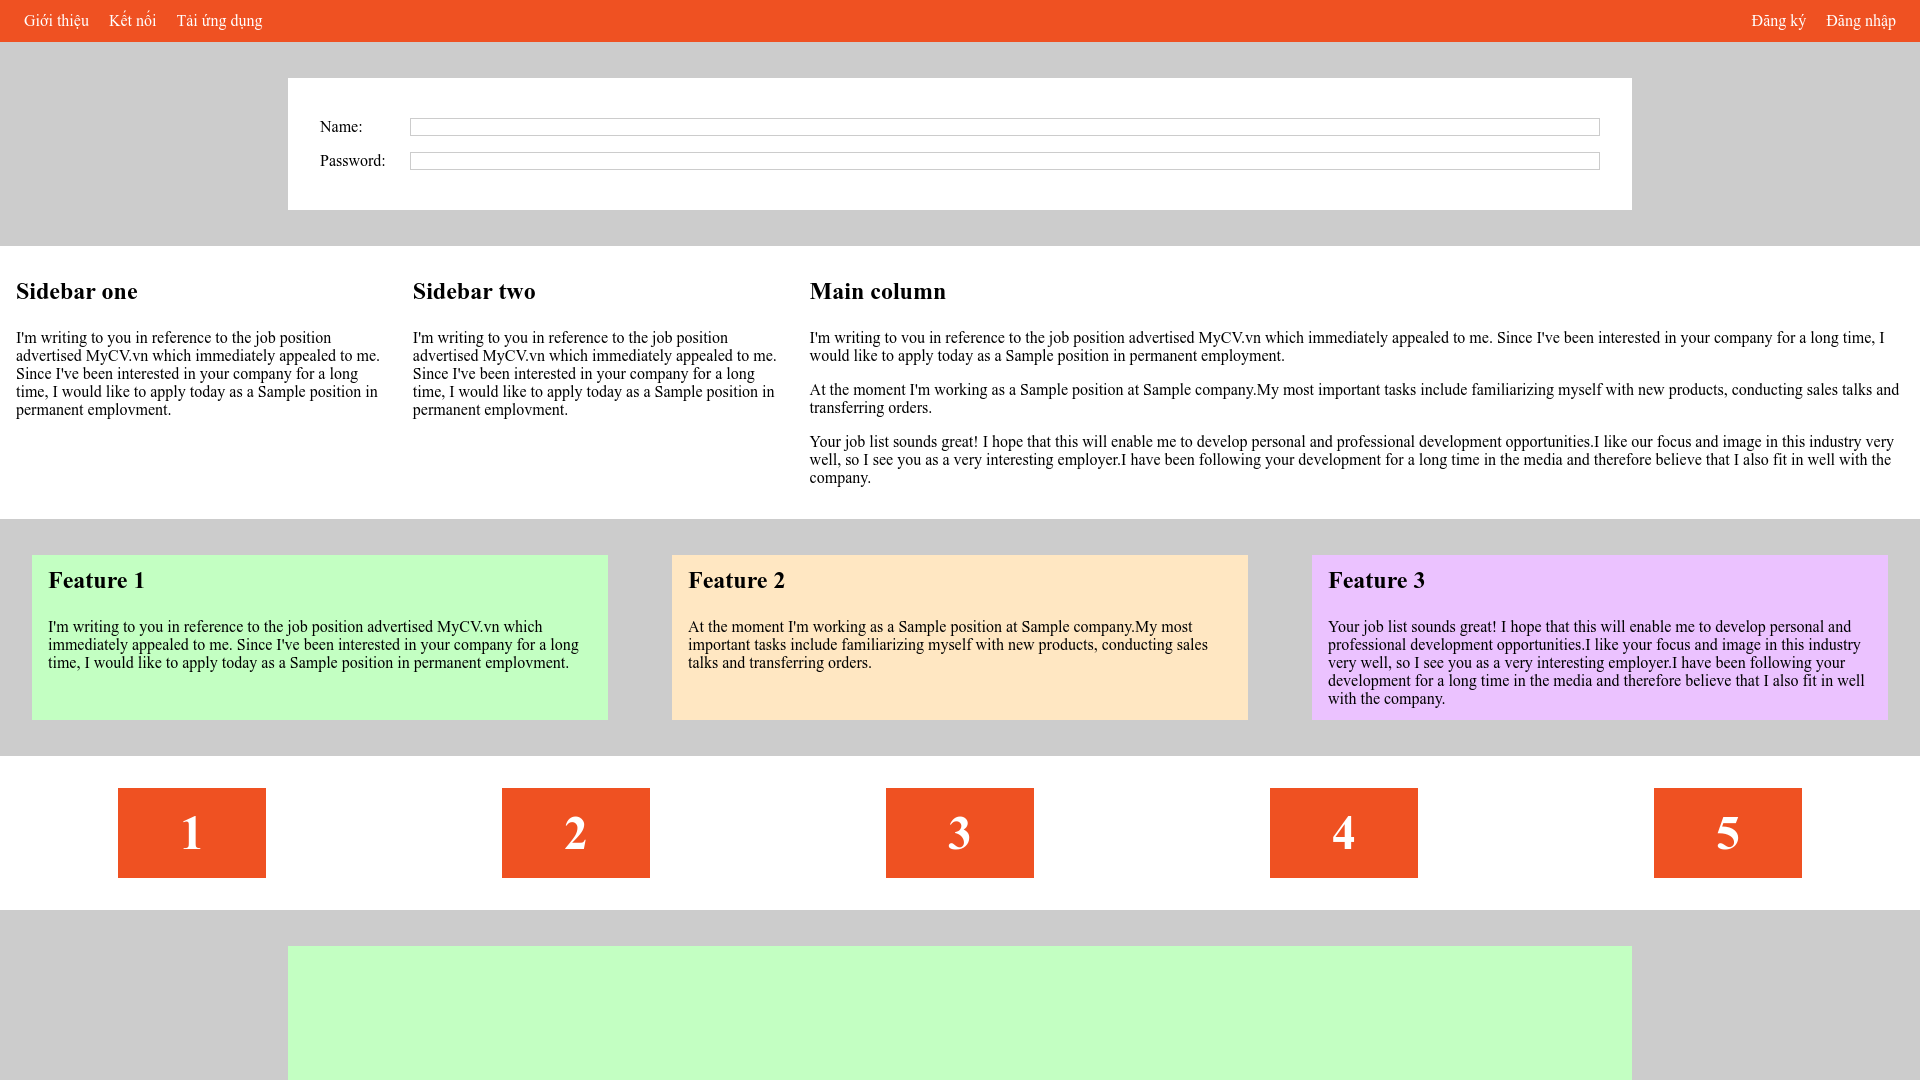 Giới thiệu Kết nối Tải ứng dụng Đăng ký Đăng nhập
Name:
Password:
Sidebar one
I'm writing to you in reference to the job position
advertised MyCV.vn which immediately appealed to me.
Since I've been interested in your company for a long
time, I would like to apply today as a Sample position in
permanent emplovment.
Sidebar two
I'm writing to you in reference to the job position
advertised MyCV.vn which immediately appealed to me.
Since I've been interested in your company for a long
time, I would like to apply today as a Sample position in
permanent emplovment.
Main column
I'm writing to vou in reference to the job position advertised MyCV.vn which immediately appealed to me. Since I've been interested in your company for a long time, I
would like to apply today as a Sample position in permanent employment.
At the moment I'm working as a Sample position at Sample company.My most important tasks include familiarizing myself with new products, conducting sales talks and
transferring orders.
Your job list sounds great! I hope that this will enable me to develop personal and professional development opportunities.I like our focus and image in this industry very
well, so I see you as a very interesting employer.I have been following your development for a long time in the media and therefore believe that I also fit in well with the
company.
Feature 1
I'm writing to you in reference to the job position advertised MyCV.vn which
immediately appealed to me. Since I've been interested in your company for a long
time, I would like to apply today as a Sample position in permanent emplovment.
Feature 2
At the moment I'm working as a Sample position at Sample company.My most
important tasks include familiarizing myself with new products, conducting sales
talks and transferring orders.
Feature 3
Your job list sounds great! I hope that this will enable me to develop personal and
professional development opportunities.I like your focus and image in this industry
very well, so I see you as a very interesting employer.I have been following your
development for a long time in the media and therefore believe that I also fit in well
with the company.
1 2 3 4 5